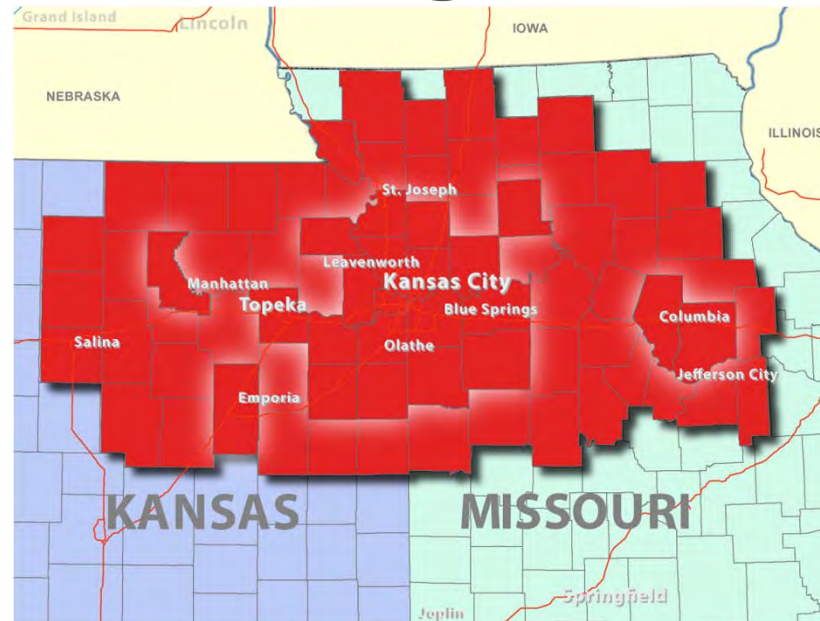 Grand Island
Lincoln
IOWA
NEBRASKA
ILLINOIS
St. Joseph
Leavenworth
Manhattan
Kansas City
Topeka
Blue Springs
Columbia
Salina
Olathe
Jefferson City
Emporia
KANSAS
MISSOURI
Springfield
Joplin